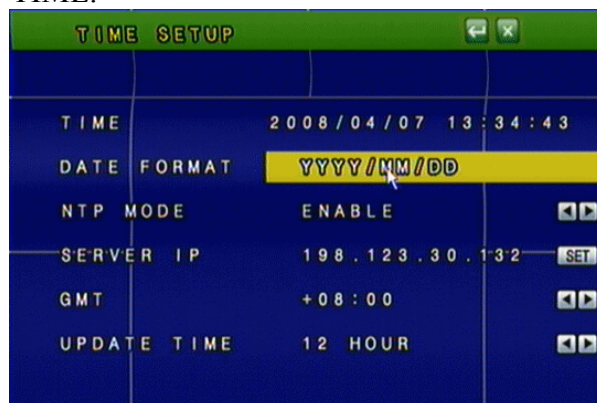 TIME:
TIME SETUP
TIME 2008/04/07 13:34:43
DATE FORMAT YYYY/MM/DD
NTP MODE ENABLE
SERVER IP 198.123.30.132 SET
GMT +08:00
UPDATE TIME 12 HOUR